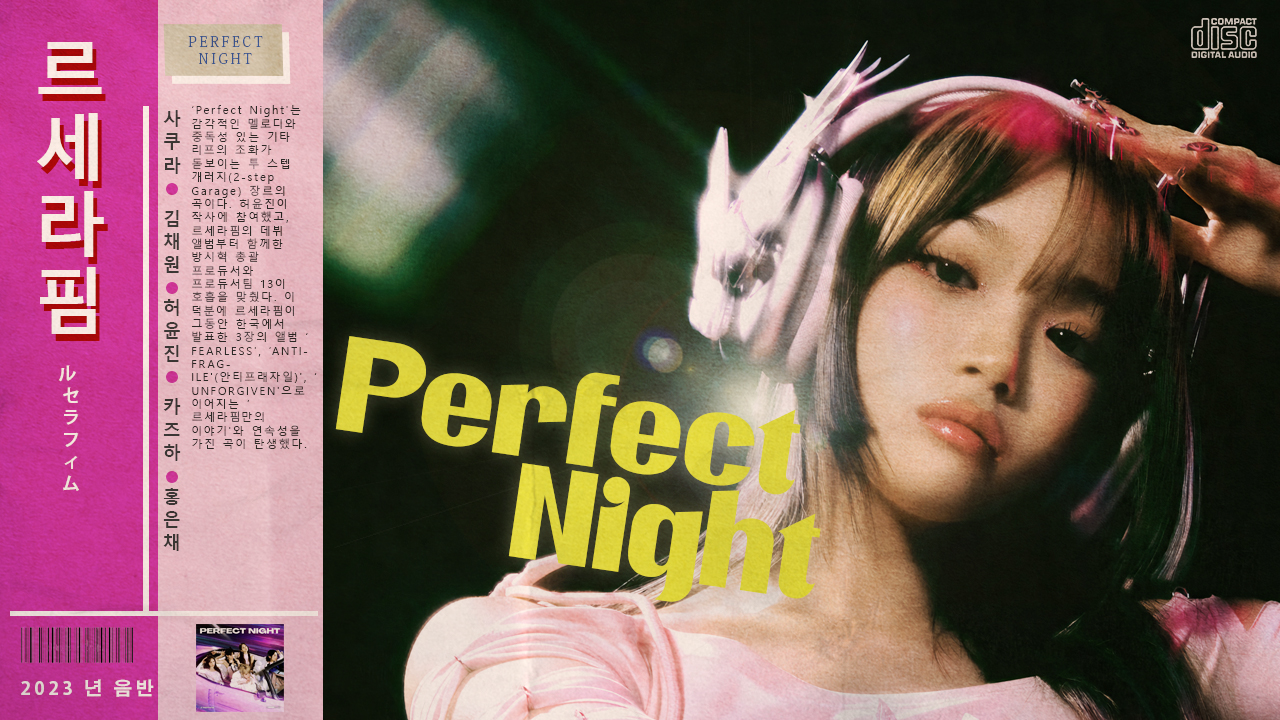 르세라핌
ルセラフィム
2023 년 음반
PERFECT
NIGHT
사쿠라 ● 김채원 ● 허윤진 ● 카즈하 ● 홍은채
'Perfect Night'는
감각적인 멜로디와
중독성 있는 기타
리프의 조화가
돋보이는 투 스텝
개러지(2-step
Garage) 장르의
곡이다. 허윤진이
작사에 참여했고,
르세라핌의 데뷔
앨범부터 함께한
방시혁 총괄
프로듀서와
프로듀서팀 13이
호흡을 맞췄다. 이
덕분에 르세라핌이
그동안 한국에서
발표한 3장의 앨범 '
FEARLESS', 'ANTI-
FRAG-
ILE'(안티프래자일)', '
UNFORGIVEN'으로
이어지는 '
르세라핌만의
이야기'와 연속성을
가진 곡이 탄생했다.
PERFECT NIGHT
Perfect
Night
COMPACT
disc
DIGITAL AUDIO